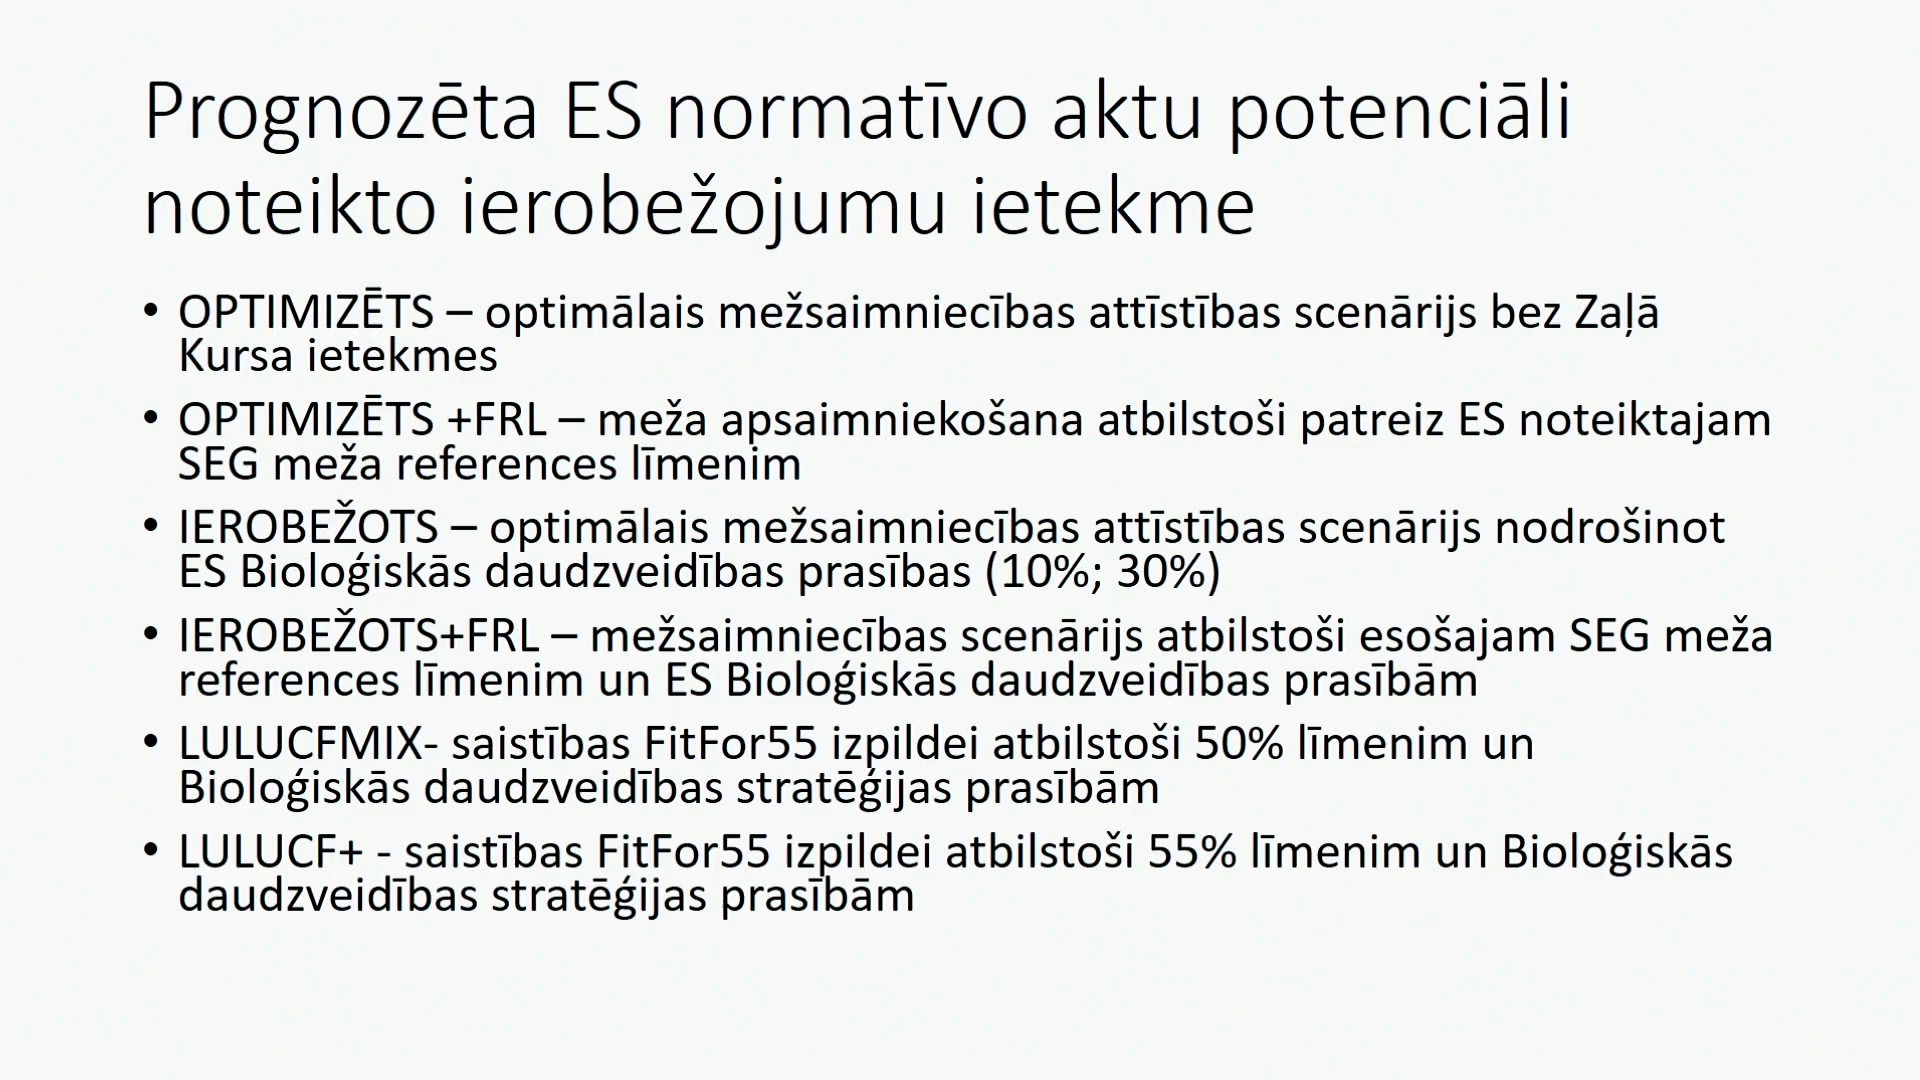 Prognozēta ES normatīvo aktu potenciāli
noteikto ierobežojumu ietekme
• OPTIMIZĒTS – optimālais mežsaimniecības attīstības scenārijs bez Zaļā
Kursa ietekmes
• OPTIMIZĒTS +FRL – meža apsaimniekošana atbilstoši patreiz ES noteiktajam
SEG meža references līmenim
• IEROBEŽOTS – optimālais mežsaimniecības attīstības scenārijs nodrošinot
ES Bioloģiskās daudzveidības prasības (10%; 30%)
• IEROBEŽOTS+FRL – mežsaimniecības scenārijs atbilstoši esošajam SEG meža
references līmenim un ES Bioloģiskās daudzveidības prasībām
• LULUCFMIX- saistības FitFor55 izpildei atbilstoši 50% līmenim un
Bioloģiskās daudzveidības stratēģijas prasībām
• LULUCF+ - saistības FitFor55 izpildei atbilstoši 55% līmenim un Bioloģiskās
daudzveidības stratēģijas prasībām